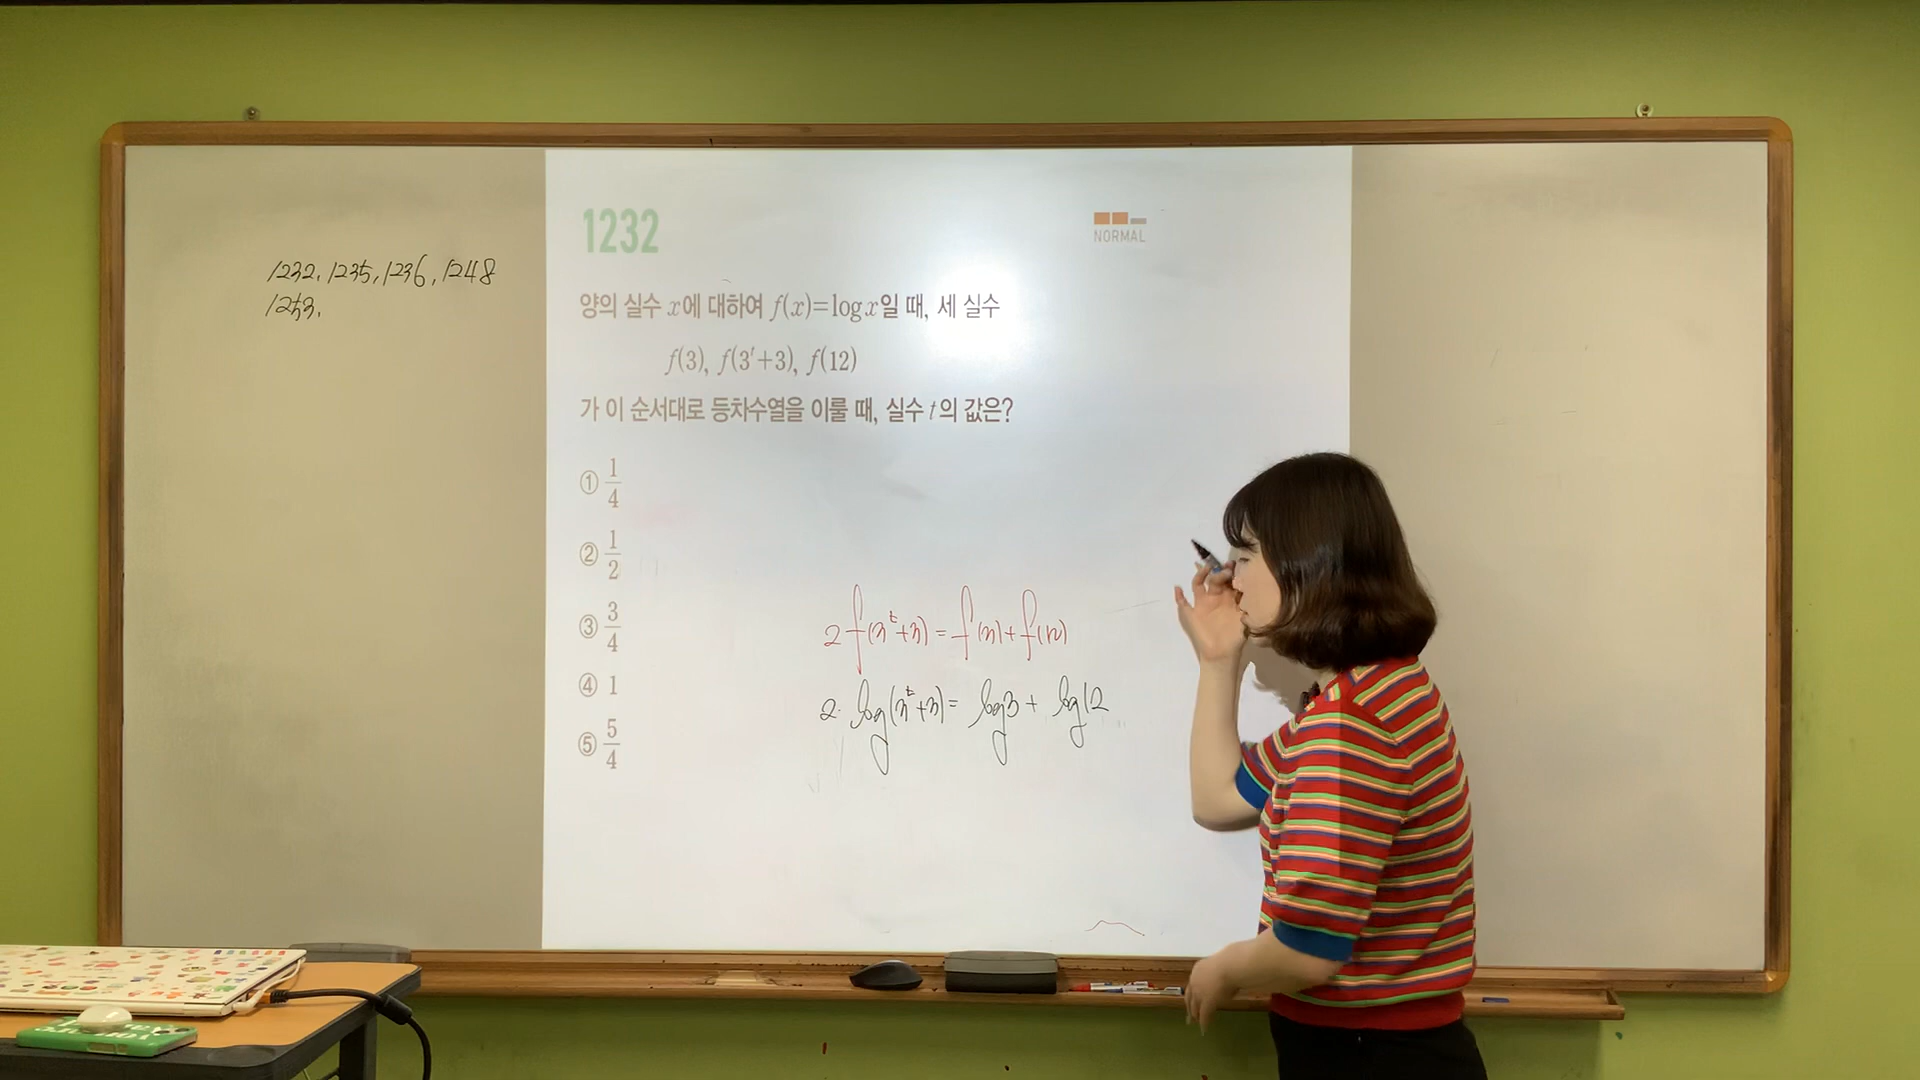 1232. 1235, 1236, 1248
1253.
1232
NORMAL
양의 실수 x에 대하여 f(x)=log x일 때, 세 실수
f(3), f(3ᵗ+3), f(12)
가 이 순서대로 등차수열을 이룰 때, 실수 t의 값은?
① 1/4
② 1/2
③ 3/4
④ 1
⑤ 5/4
2f(3ᵗ+3)=f(3)+f(12)
2·log(3ᵗ+3)= log3+ log12